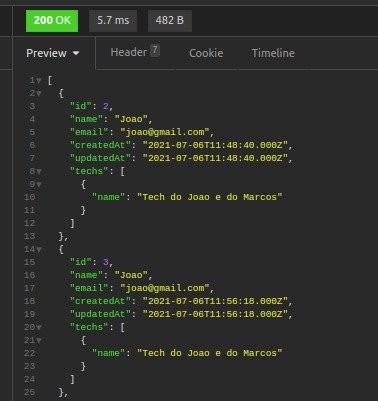 200 OK 5.7 ms 482 B
Preview ▼ Header 7 Cookie Timeline
1▼ [
2▼ {
3 "id": 2,
4 "name": "Joao",
5 "email": "joao@gmail.com",
6 "createdAt": "2021-07-06T11:48:40.000Z",
7 "updatedAt": "2021-07-06T11:48:40.000Z",
8▼ "techs": [
9▼ {
10 "name": "Tech do Joao e do Marcos"
11 }
12 ]
13 },
14▼ {
15 "id": 3,
16 "name": "Joao",
17 "email": "joao@gmail.com",
18 "createdAt": "2021-07-06T11:56:18.000Z",
19 "updatedAt": "2021-07-06T11:56:18.000Z",
20▼ "techs": [
21▼ {
22 "name": "Tech do Joao e do Marcos"
23 }
24 ]
25 },